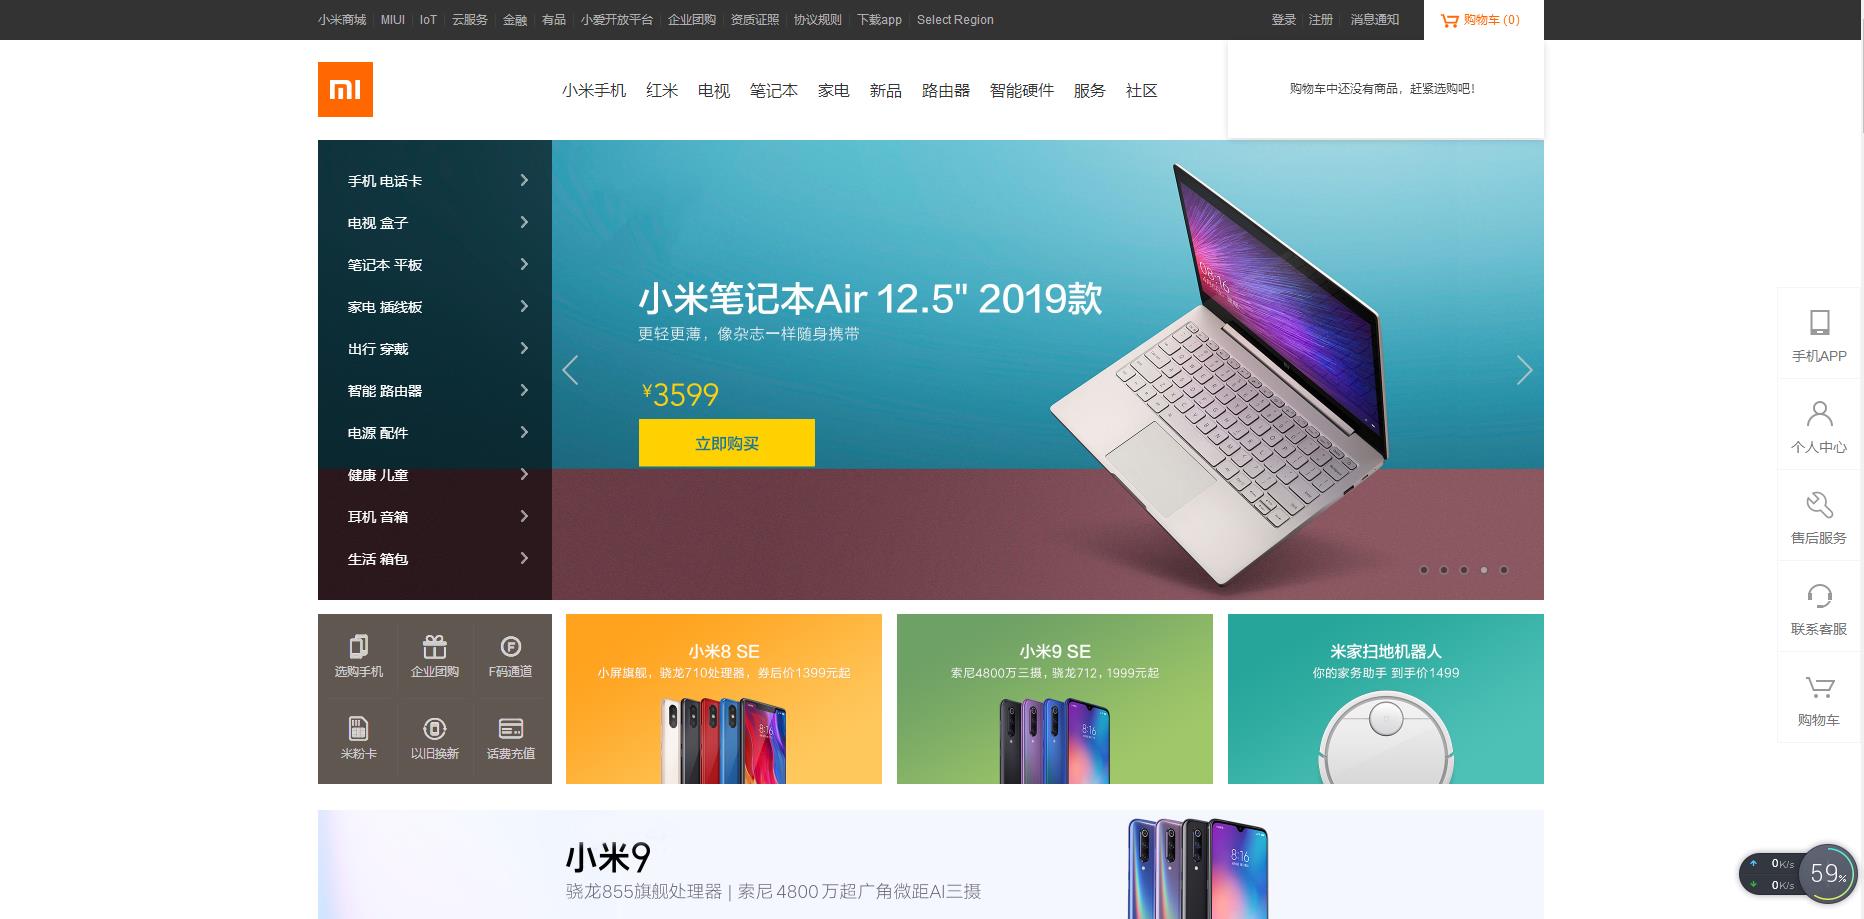 小米商城 MIUI IoT 云服务 金融 有品 小爱开放平台 企业团购 资质证照 协议规则 下载app Select Region 登录 注册 消息通知 购物车 (0)
mi 小米手机 红米 电视 笔记本 家电 新品 路由器 智能硬件 服务 社区
购物车中还没有商品，赶紧选购吧！
手机 电话卡
电视 盒子
笔记本 平板
家电 插线板
出行 穿戴
智能 路由器
电源 配件
健康 儿童
耳机 音箱
生活 箱包
小米笔记本Air 12.5" 2019款
更轻更薄，像杂志一样随身携带
¥3599
立即购买
08:16
手机APP
个人中心
售后服务
联系客服
购物车
选购手机 企业团购 F码通道
米粉卡 以旧换新 话费充值
小米8 SE
小屏旗舰，骁龙710处理器，券后价1399元起
8:16
小米9 SE
索尼4800万三摄，骁龙712，1999元起
8:16
米家扫地机器人
你的家务助手 到手价1499
小米9
骁龙855旗舰处理器 | 索尼 4800 万超广角微距AI三摄
8:16
0K/s
0K/s
59%